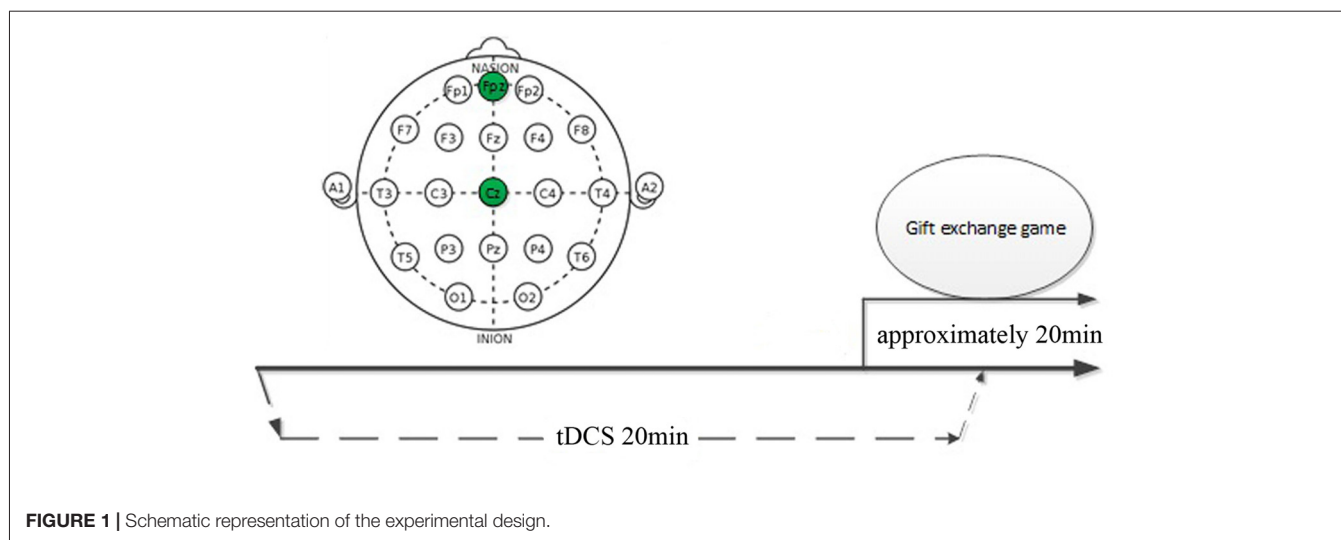 NASION
Fp1 Fpz Fp2
F7 F3 Fz F4 F8
A1 T3 C3 Cz C4 T4 A2
T5 P3 Pz P4 T6
O1 O2
INION
Gift exchange game
approximately 20min
tDCS 20min
FIGURE 1 | Schematic representation of the experimental design.